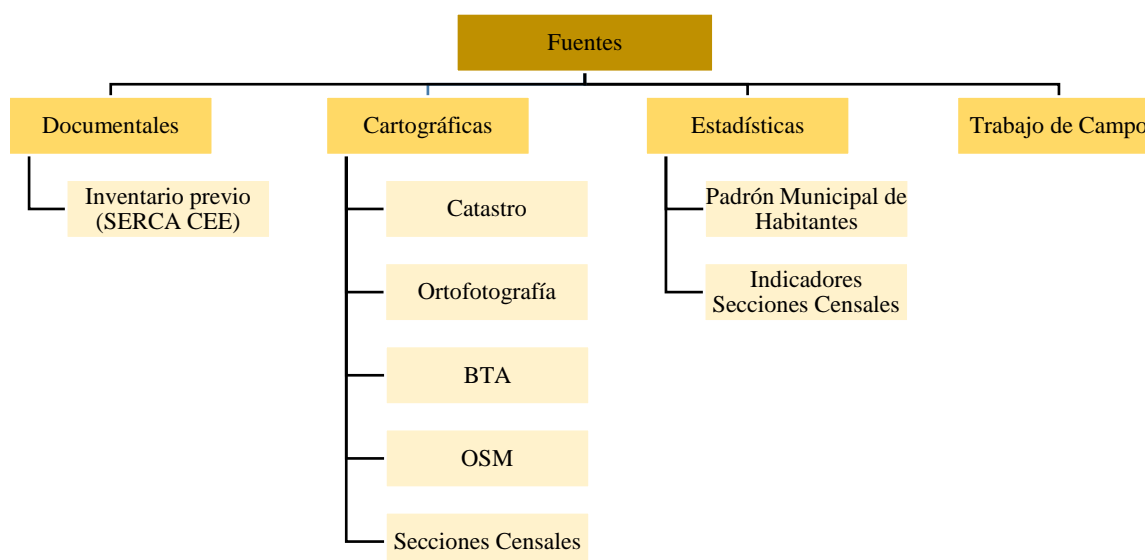 Fuentes
Documentales
Cartográficas
Estadísticas
Trabajo de Campo
Inventario previo
(SERCA CEE)
Catastro
Ortofotografía
BTA
OSM
Secciones Censales
Padrón Municipal de
Habitantes
Indicadores
Secciones Censales